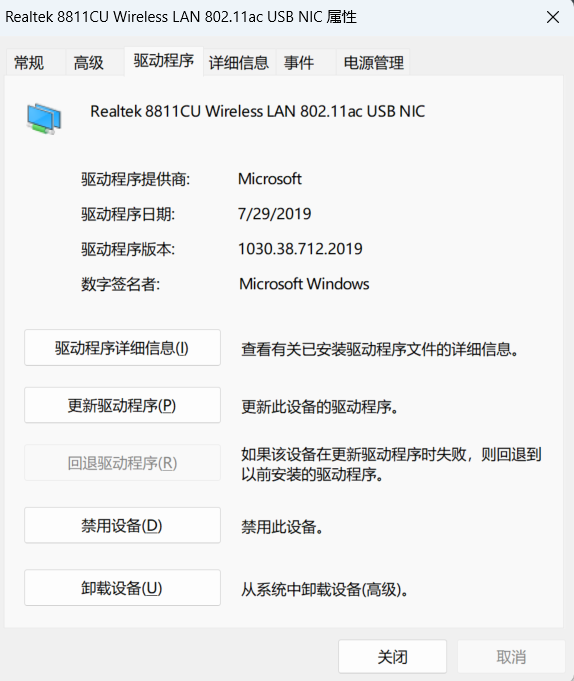 Realtek 8811CU Wireless LAN 802.11ac USB NIC 属性
常规 高级 驱动程序 详细信息 事件 电源管理
Realtek 8811CU Wireless LAN 802.11ac USB NIC
驱动程序提供商: Microsoft
驱动程序日期: 7/29/2019
驱动程序版本: 1030.38.712.2019
数字签名者: Microsoft Windows
驱动程序详细信息(I) 查看有关已安装驱动程序文件的详细信息。
更新驱动程序(P) 更新此设备的驱动程序。
回退驱动程序(R) 如果该设备在更新驱动程序时失败，则回退到
以前安装的驱动程序。
禁用设备(D) 禁用此设备。
卸载设备(U) 从系统中卸载设备(高级)。
关闭 取消